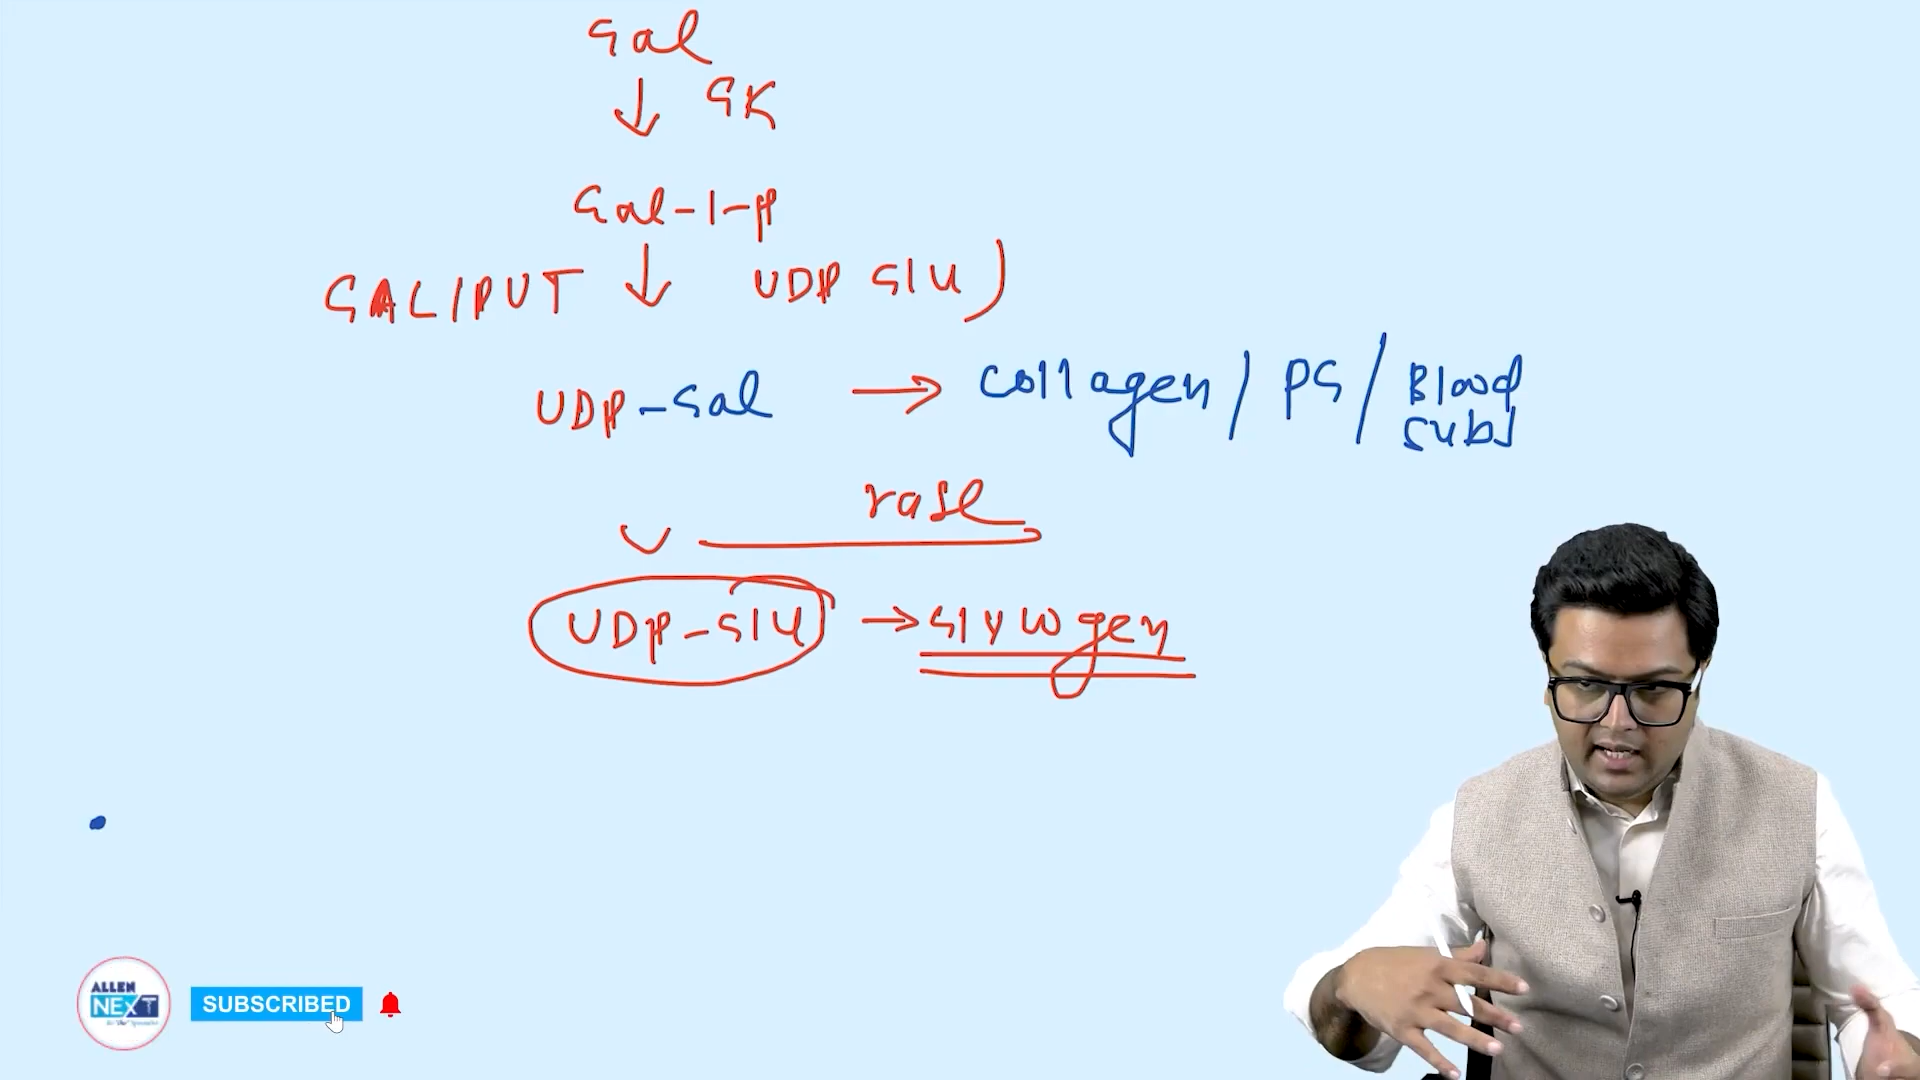 Gal
↓ GK
Gal-1-p
GALIPUT ↓ UDP Glu)
UDP-Gal → Collagen / PG / Blood
Subs
rase
UDP-Glu → Glycogen
ALLEN
NEXT
SUBSCRIBED